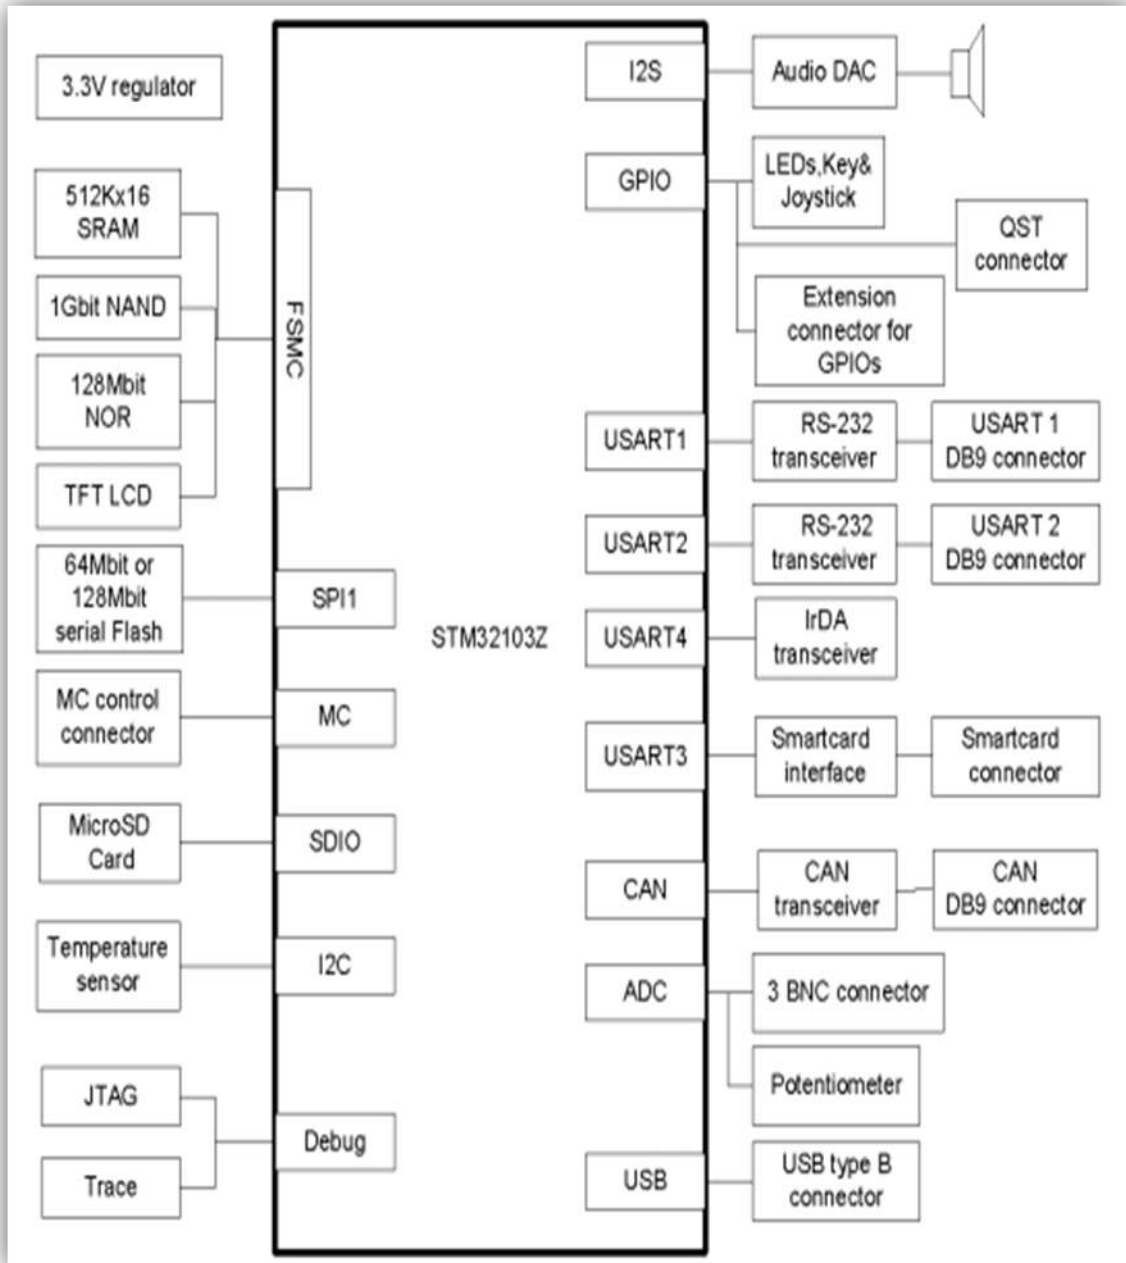 3.3V regulator
512Kx16
SRAM
1Gbit NAND
128Mbit
NOR
TFT LCD
64Mbit or
128Mbit
serial Flash
MC control
connector
MicroSD
Card
Temperature
sensor
JTAG
Trace
FSMC
SPI1
MC
SDIO
I2C
Debug
STM32103Z
I2S
GPIO
USART1
USART2
USART4
USART3
CAN
ADC
USB
Audio DAC
LEDs,Key&
Joystick
QST
connector
Extension
connector for
GPIOs
RS-232
transceiver
USART 1
DB9 connector
RS-232
transceiver
USART 2
DB9 connector
IrDA
transceiver
Smartcard
interface
Smartcard
connector
CAN
transceiver
CAN
DB9 connector
3 BNC connector
Potentiometer
USB type B
connector